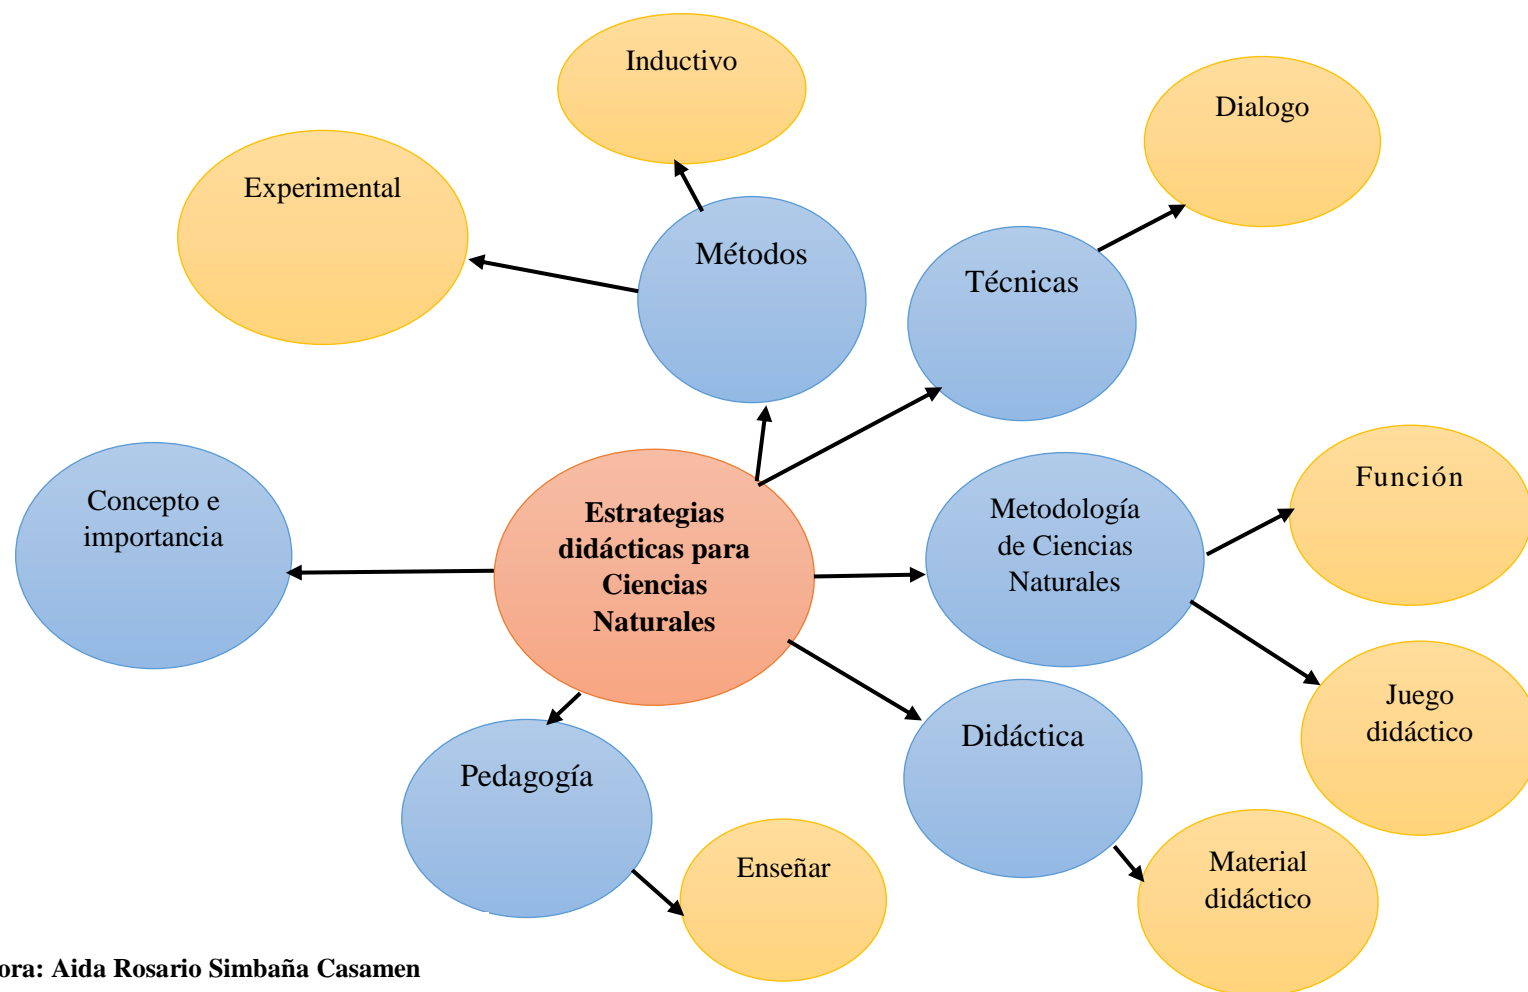 Inductivo
Dialogo
Experimental
Métodos
Técnicas
Concepto e
importancia
Estrategias
didácticas para
Ciencias
Naturales
Metodología
de Ciencias
Naturales
Función
Juego
didáctico
Didáctica
Pedagogía
Enseñar
Material
didáctico
ora: Aida Rosario Simbaña Casamen